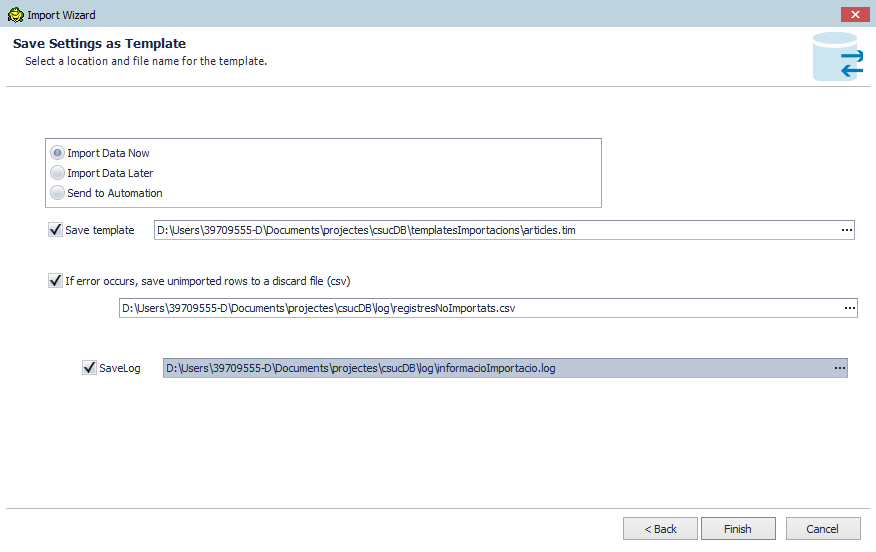 Import Wizard
Save Settings as Template
Select a location and file name for the template.
Import Data Now
Import Data Later
Send to Automation
Save template D:\Users\39709555-D\Documents\projectes\csucDB\templatesImportacions\articles.tim ...
If error occurs, save unimported rows to a discard file (csv)
D:\Users\39709555-D\Documents\projectes\csucDB\log\registresNoImportats.csv ...
SaveLog D:\Users\39709555-D\Documents\projectes\csucDB\log\informacioImportacio.log ...
< Back Finish Cancel